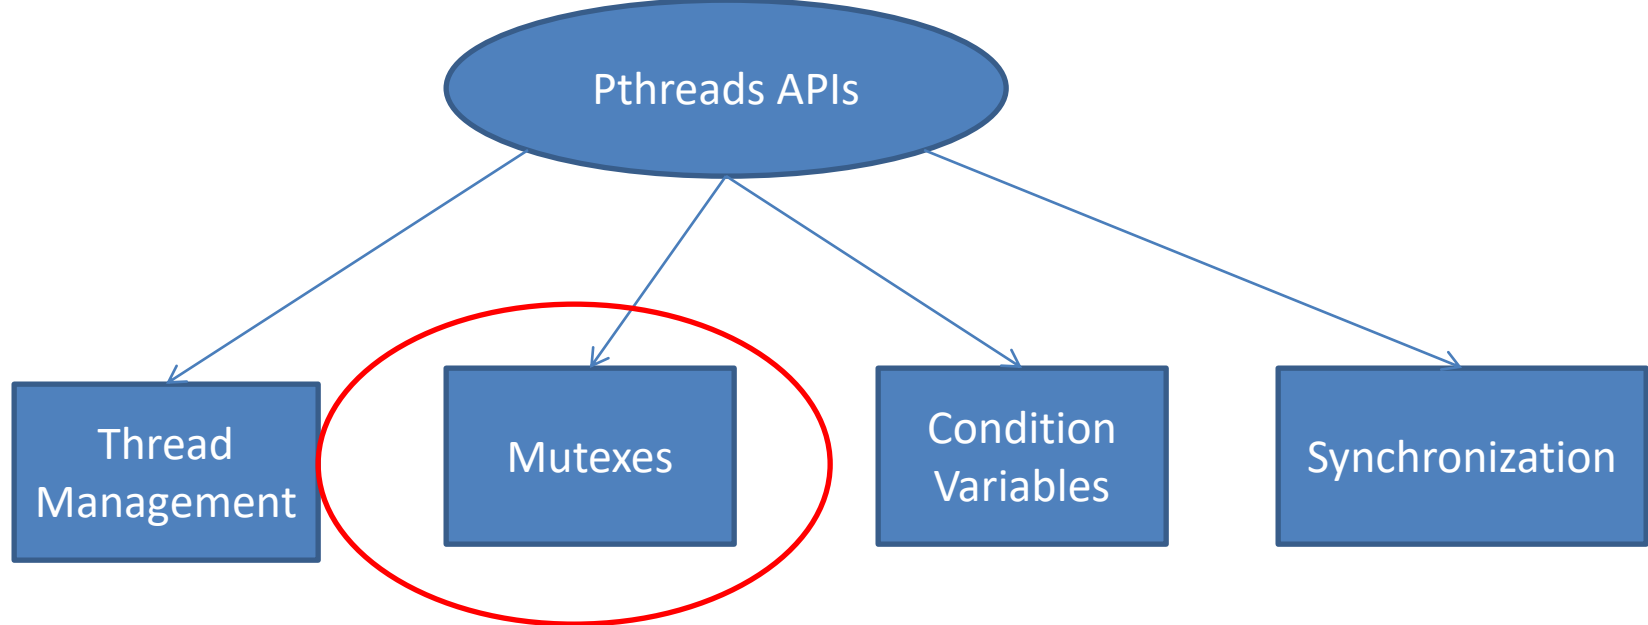 Pthreads APIs
Thread
Management
Mutexes
Condition
Variables
Synchronization